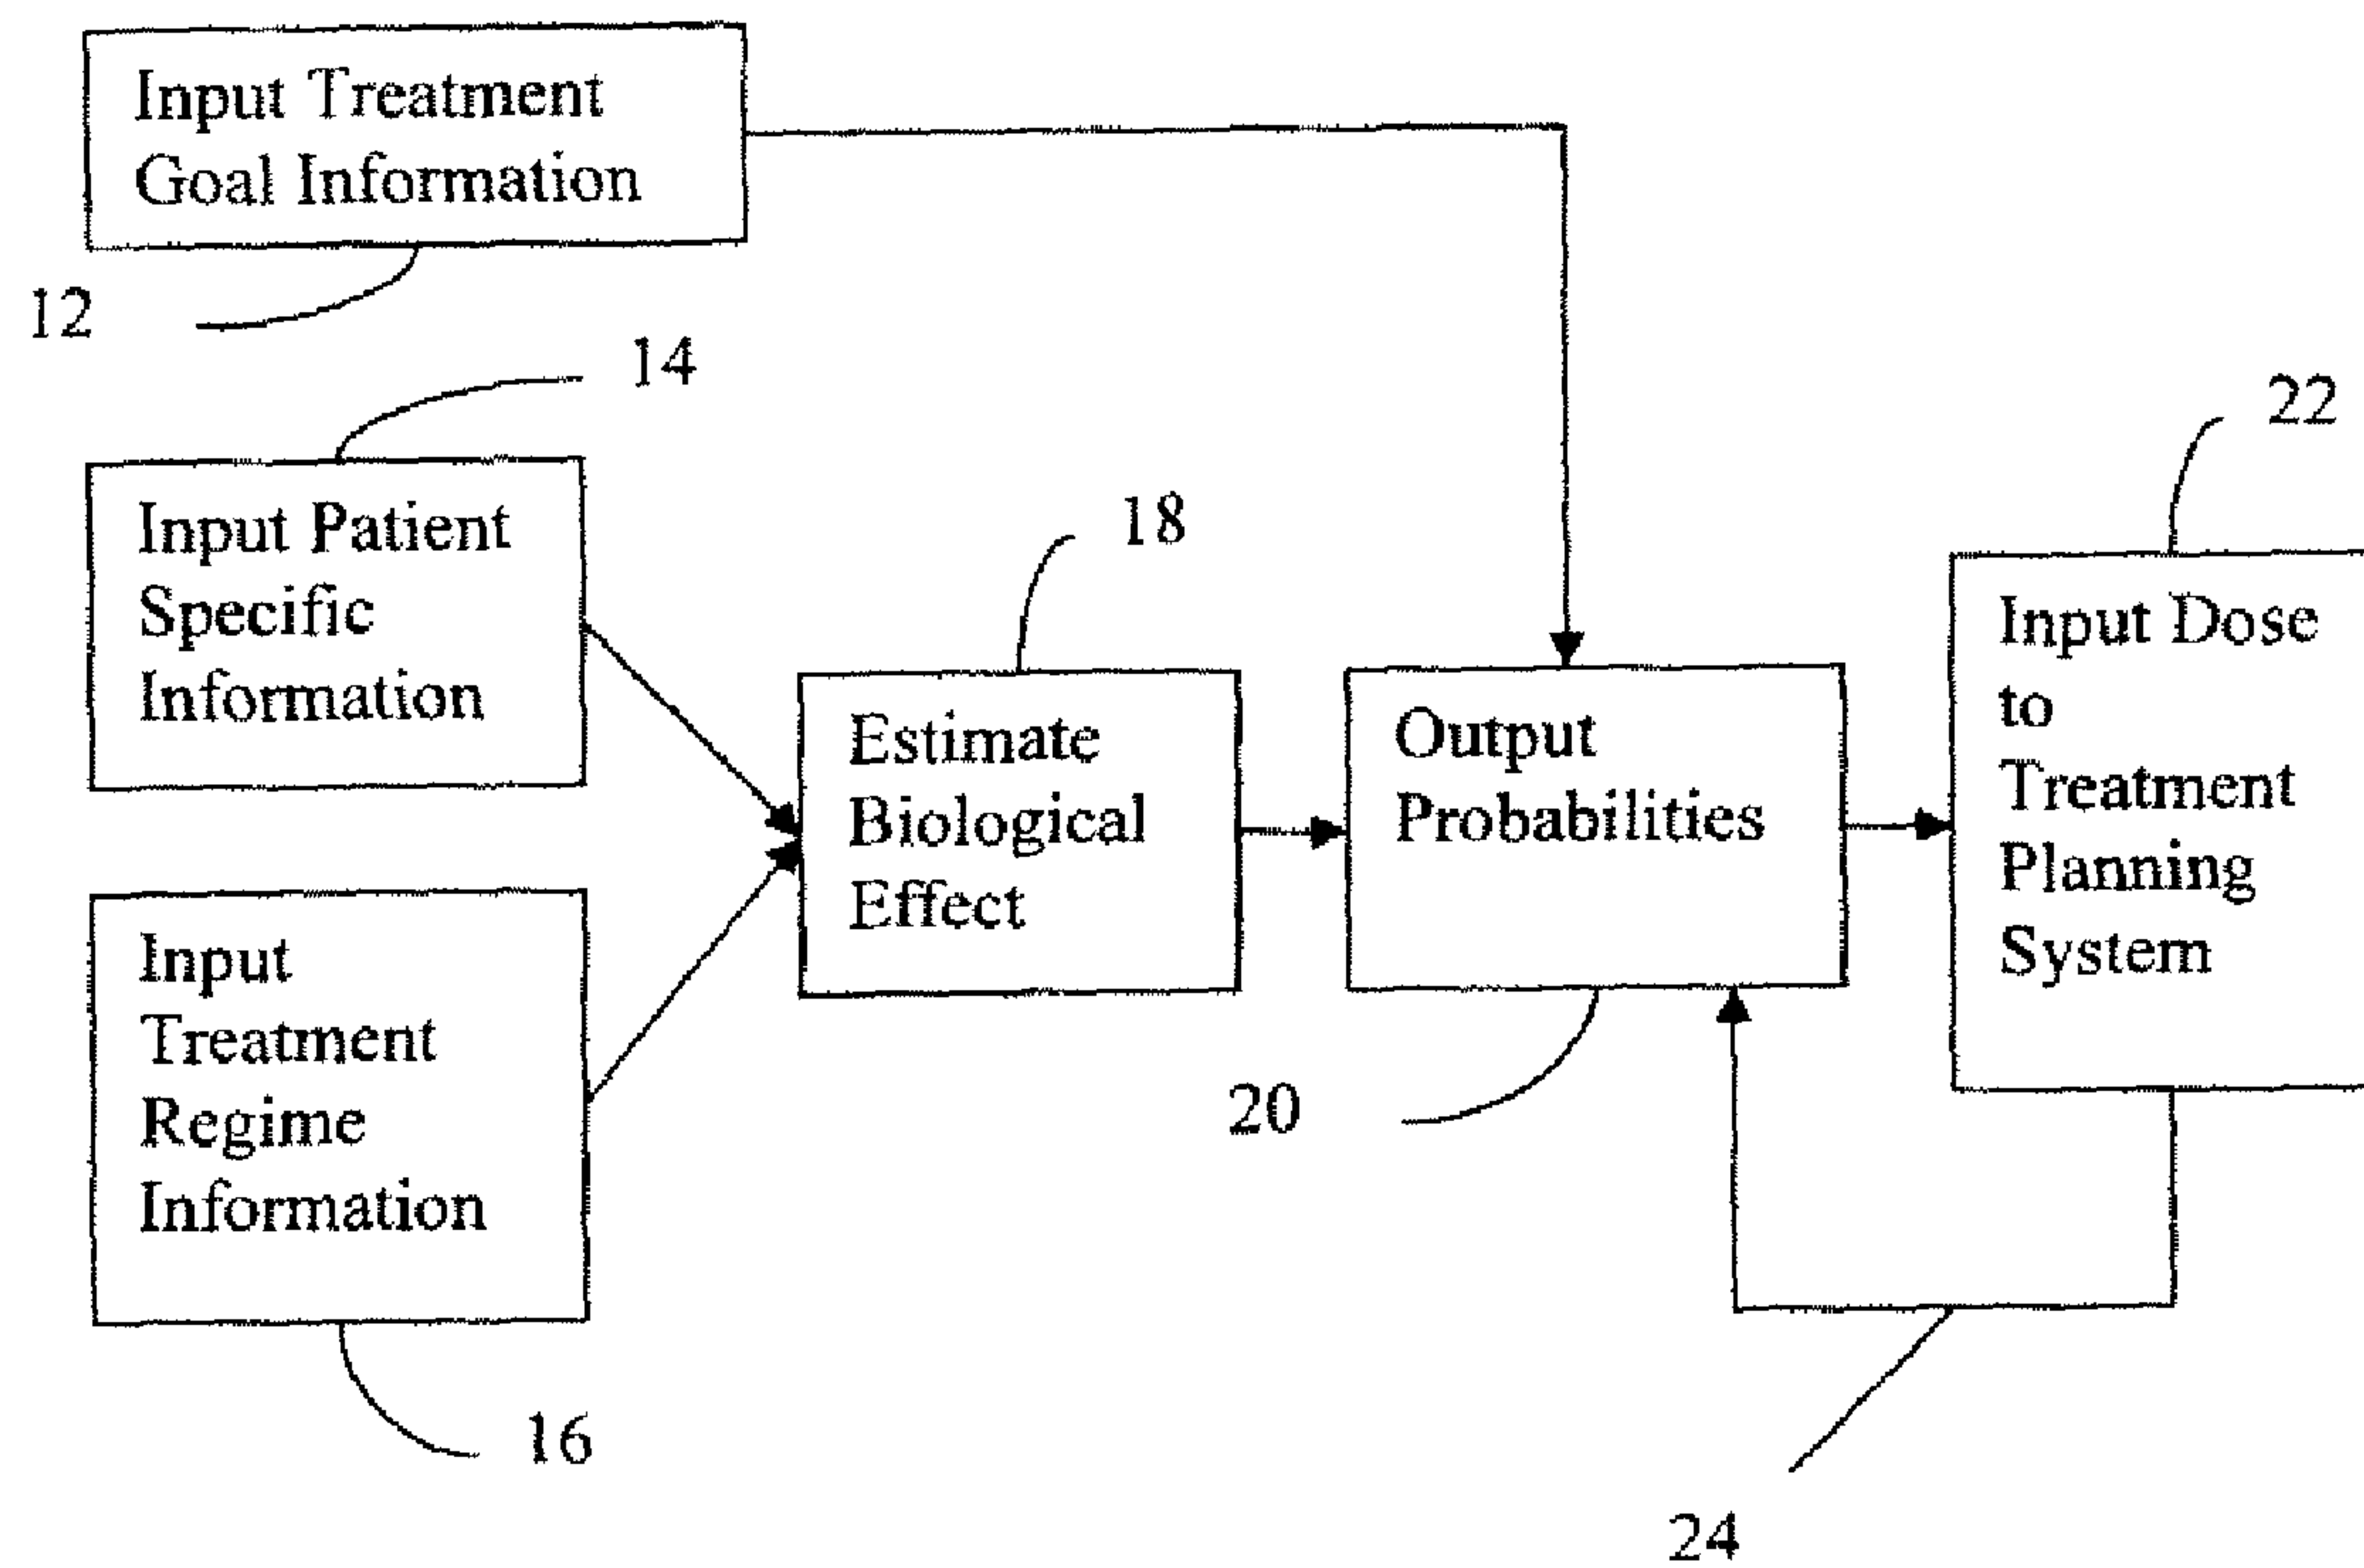 Input Treatment
Goal Information
12
14
Input Patient
Specific
Information
Input
Treatment
Regime
Information
16
18
Estimate
Biological
Effect
Output
Probabilities
20
22
Input Dose
to
Treatment
Planning
System
24